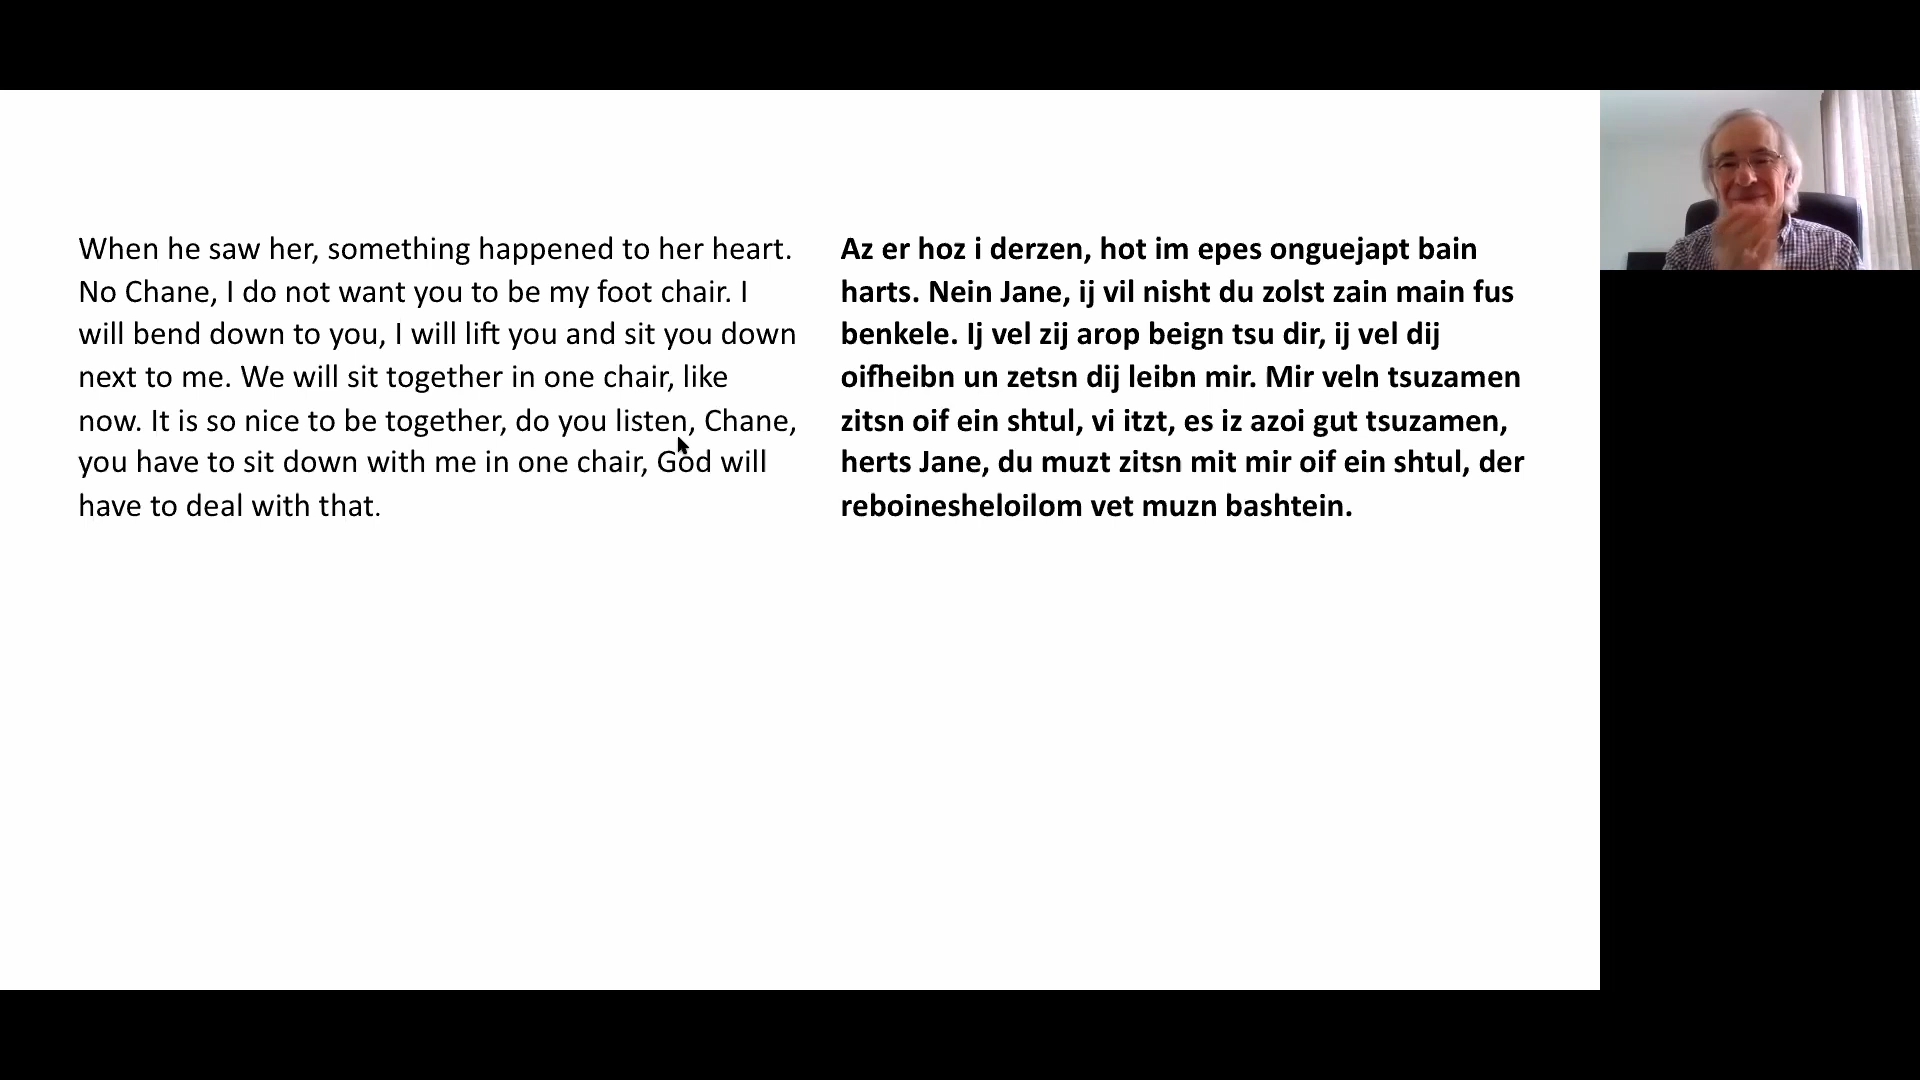 When he saw her, something happened to her heart.
No Chane, I do not want you to be my foot chair. I
will bend down to you, I will lift you and sit you down
next to me. We will sit together in one chair, like
now. It is so nice to be together, do you listen, Chane,
you have to sit down with me in one chair, God will
have to deal with that.
Az er hoz i derzen, hot im epes onguejapt bain
harts. Nein Jane, ij vil nisht du zolst zain main fus
benkele. Ij vel zij arop beign tsu dir, ij vel dij
oifheibn un zetsn dij leibn mir. Mir veln tsuzamen
zitsn oif ein shtul, vi itzt, es iz azoi gut tsuzamen,
herts Jane, du muzt zitsn mit mir oif ein shtul, der
reboinesheloilom vet muzn bashtein.